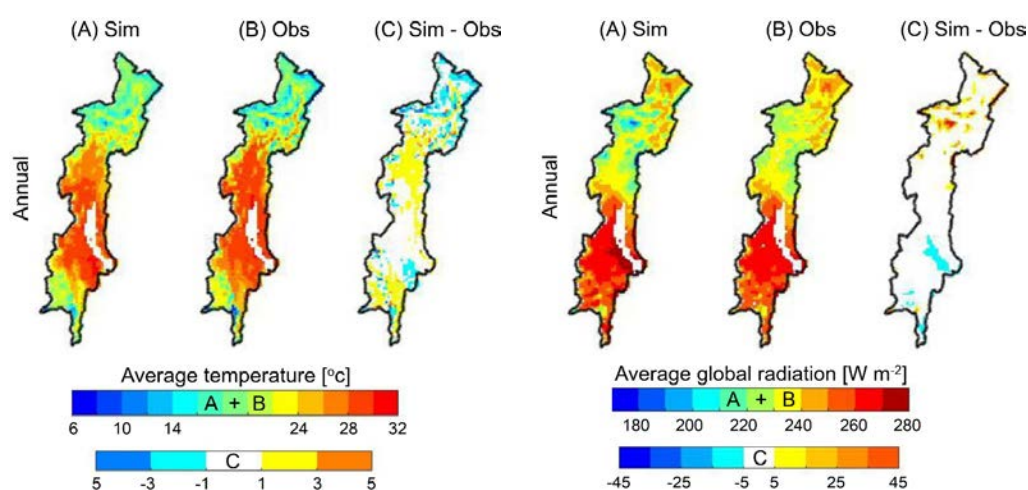 (A) Sim (B) Obs (C) Sim - Obs
Annual
Average temperature [°c]
A + B
6 10 14 24 28 32
C
5 -3 -1 1 3 5
(A) Sim (B) Obs (C) Sim - Obs
Annual
Average global radiation [W m-2]
A + B
180 200 220 240 260 280
C
-45 -25 -5 5 25 45